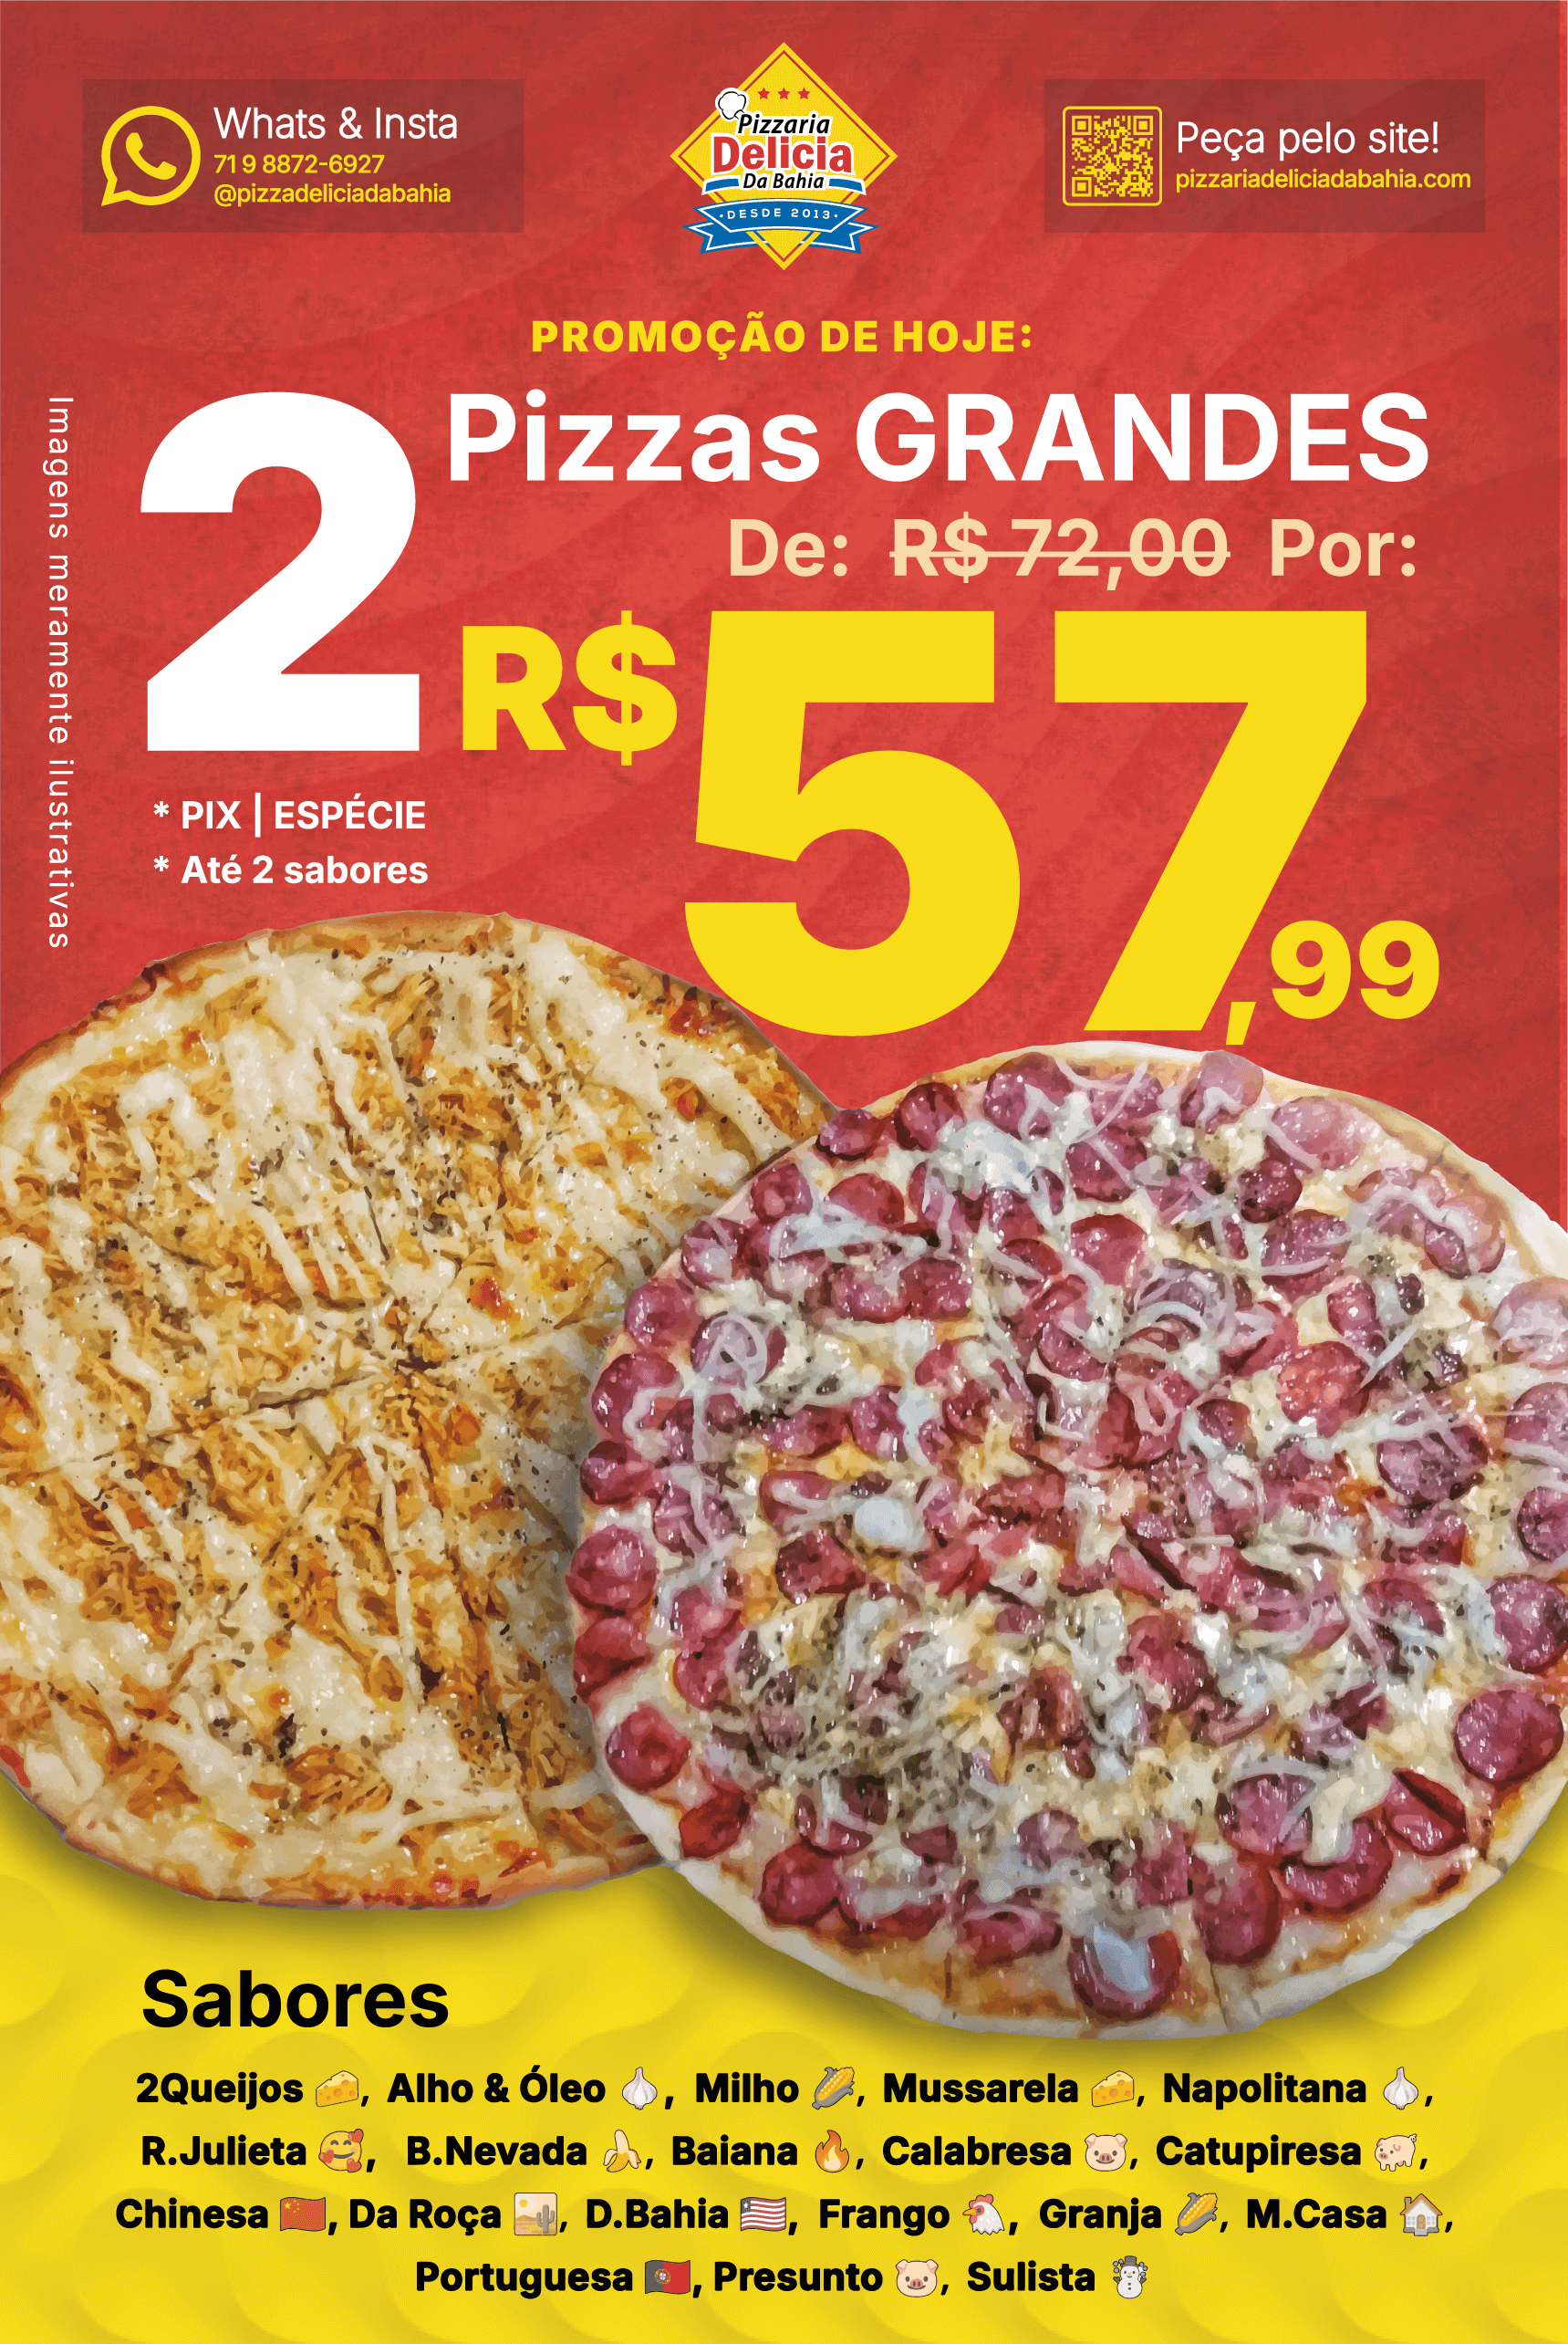 Whats & Insta
71 9 8872-6927
@pizzadeliciadabahia
Pizzaria
Delicia
Da Bahia
• DESDE 2013 •
Peça pelo site!
pizzariadeliciadabahia.com
PROMOÇÃO DE HOJE:
2 Pizzas GRANDES
De: R$ 72,00 Por:
R$57,99
* PIX | ESPÉCIE
* Até 2 sabores
Imagens meramente ilustrativas
Sabores
2Queijos 🧀, Alho & Óleo 🧄, Milho 🌽, Mussarela 🧀, Napolitana 🧄,
R.Julieta 🥰, B.Nevada 🍌, Baiana 🔥, Calabresa 🐷, Catupiresa 🐖,
Chinesa 🇨🇳, Da Roça 🏜️, D.Bahia 🇱🇷, Frango 🐔, Granja 🌽, M.Casa 🏠,
Portuguesa 🇵🇹, Presunto 🐷, Sulista ☃️